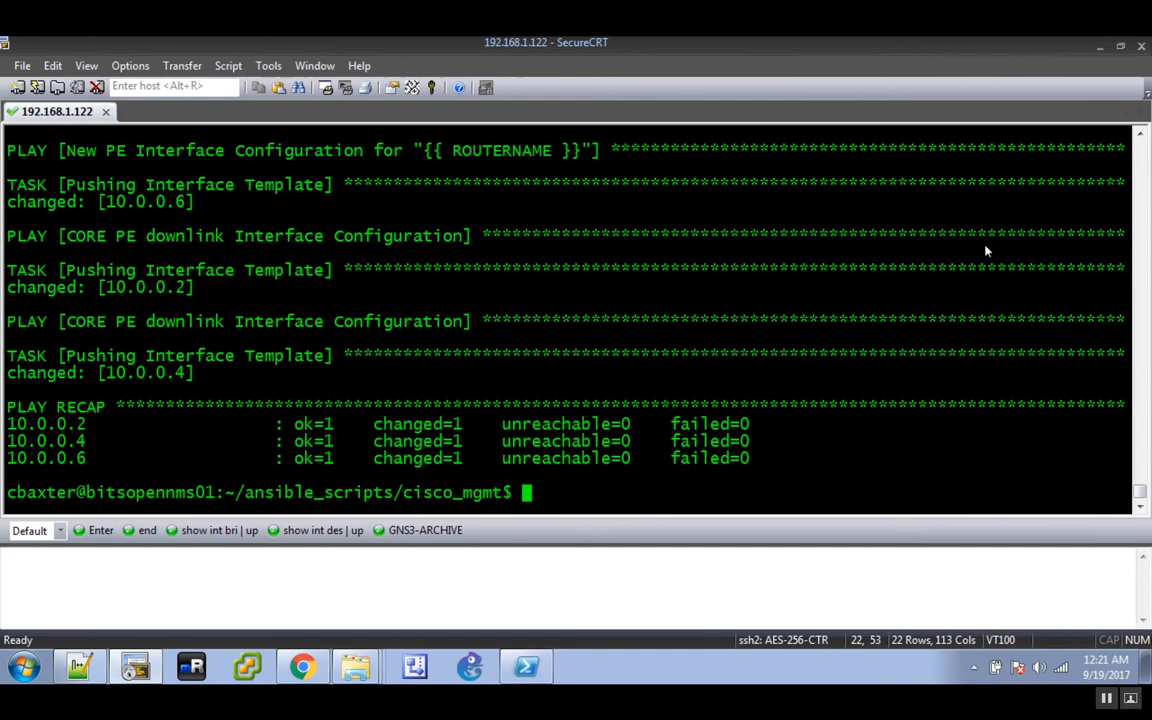 192.168.1.122 - SecureCRT
File Edit View Options Transfer Script Tools Window Help
Enter host <Alt+R>
192.168.1.122
PLAY [New PE Interface Configuration for "{{ ROUTERNAME }}"] *****************************************************
TASK [Pushing Interface Template] ******************************************************************************
changed: [10.0.0.6]
PLAY [CORE PE downlink Interface Configuration] *****************************************************************
TASK [Pushing Interface Template] ******************************************************************************
changed: [10.0.0.2]
PLAY [CORE PE downlink Interface Configuration] *****************************************************************
TASK [Pushing Interface Template] ******************************************************************************
changed: [10.0.0.4]
PLAY RECAP *****************************************************************************************************
10.0.0.2 : ok=1 changed=1 unreachable=0 failed=0
10.0.0.4 : ok=1 changed=1 unreachable=0 failed=0
10.0.0.6 : ok=1 changed=1 unreachable=0 failed=0
cbaxter@bitsopennms01:~/ansible_scripts/cisco_mgmt$
Default Enter end show int bri | up show int des | up GNS3-ARCHIVE
Ready ssh2: AES-256-CTR 22, 53 22 Rows, 113 Cols VT100 CAP NUM
12:21 AM
9/19/2017